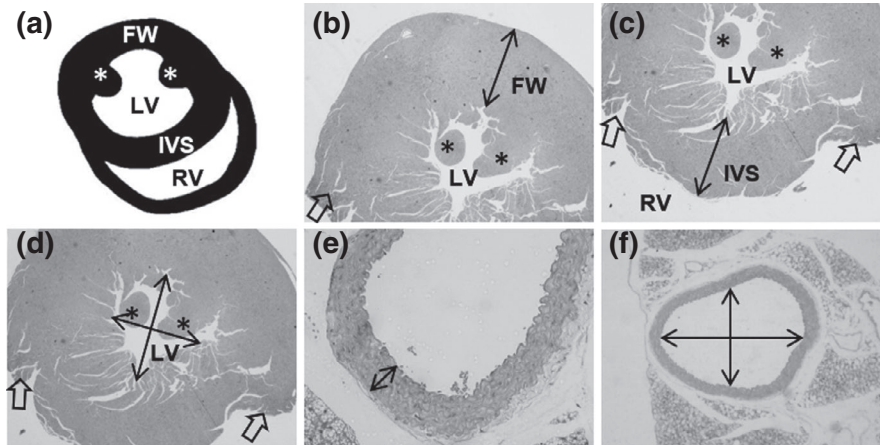 (a)
FW
* *
LV
IVS
RV
(b)
FW
* *
LV
(c)
* *
LV
IVS
RV
(d)
* *
LV
(e)
(f)